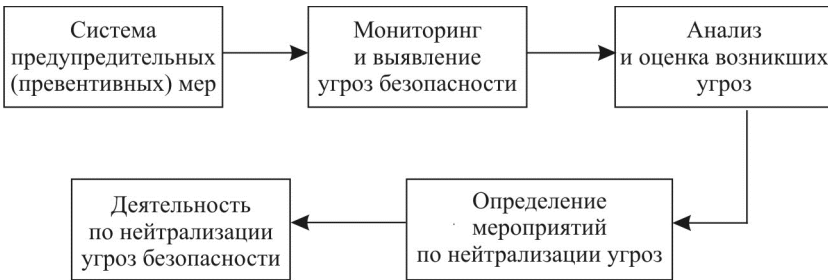 Система
предупредительных
(превентивных) мер
Мониторинг
и выявление
угроз безопасности
Анализ
и оценка возникших
угроз
Определение
мероприятий
по нейтрализации угроз
Деятельность
по нейтрализации
угроз безопасности